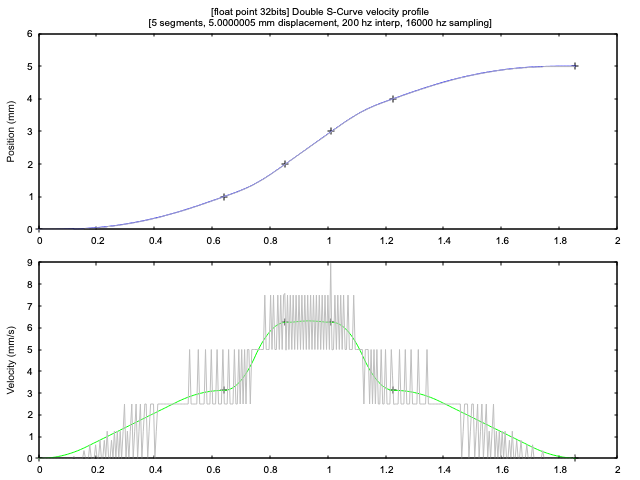 [float point 32bits] Double S-Curve velocity profile
[5 segments, 5.0000005 mm displacement, 200 hz interp, 16000 hz sampling]
6
5
4
3
2
1
0
Position (mm)
0 0.2 0.4 0.6 0.8 1 1.2 1.4 1.6 1.8 2
9
8
7
6
5
4
3
2
1
0
Velocity (mm/s)
0 0.2 0.4 0.6 0.8 1 1.2 1.4 1.6 1.8 2